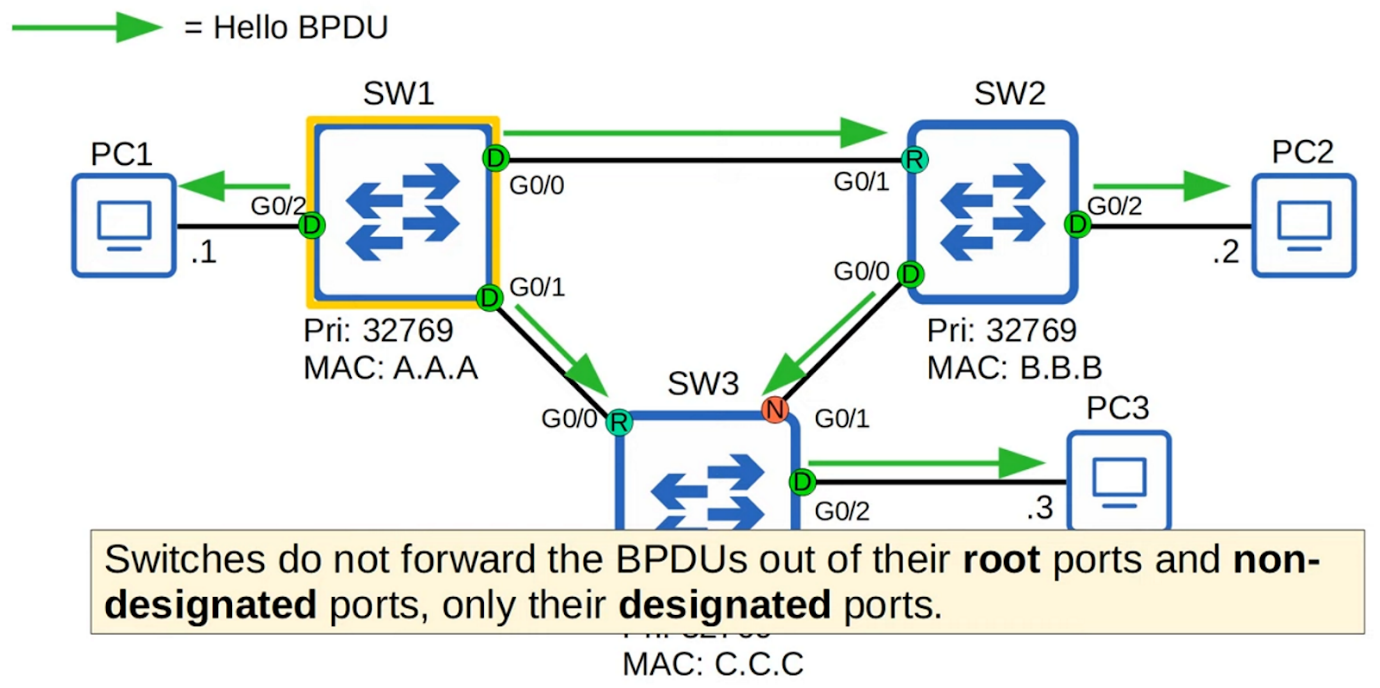 = Hello BPDU
SW1
SW2
PC1
PC2
D
G0/0
R
G0/1
G0/2
D
.1
D
G0/2
.2
D
G0/1
G0/0
D
Pri: 32769
MAC: A.A.A
Pri: 32769
MAC: B.B.B
SW3
PC3
G0/0
R
N
G0/1
D
G0/2
.3
Switches do not forward the BPDUs out of their root ports and non-
designated ports, only their designated ports.
MAC: C.C.C